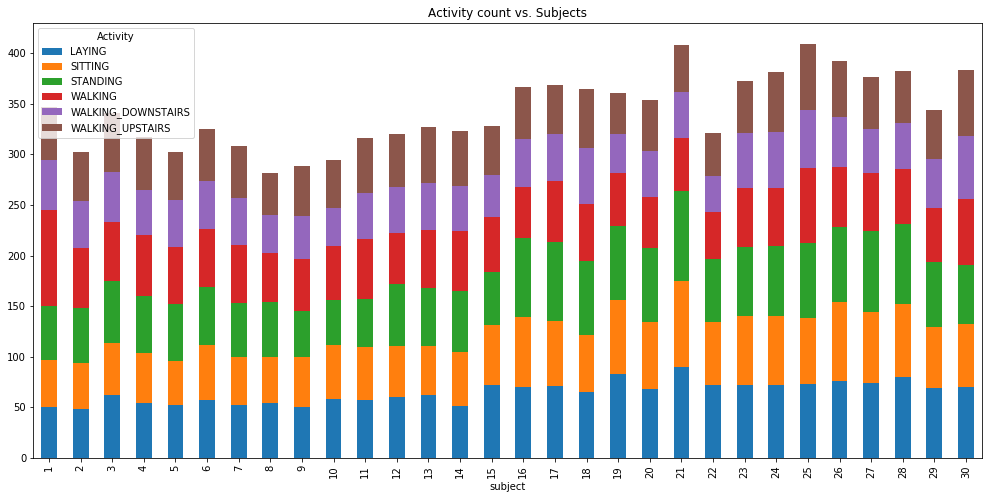 Activity count vs. Subjects
Activity
LAYING
SITTING
STANDING
WALKING
WALKING_DOWNSTAIRS
WALKING_UPSTAIRS
400
350
300
250
200
150
100
50
0
1 2 3 4 5 6 7 8 9 10 11 12 13 14 15 16 17 18 19 20 21 22 23 24 25 26 27 28 29 30
subject